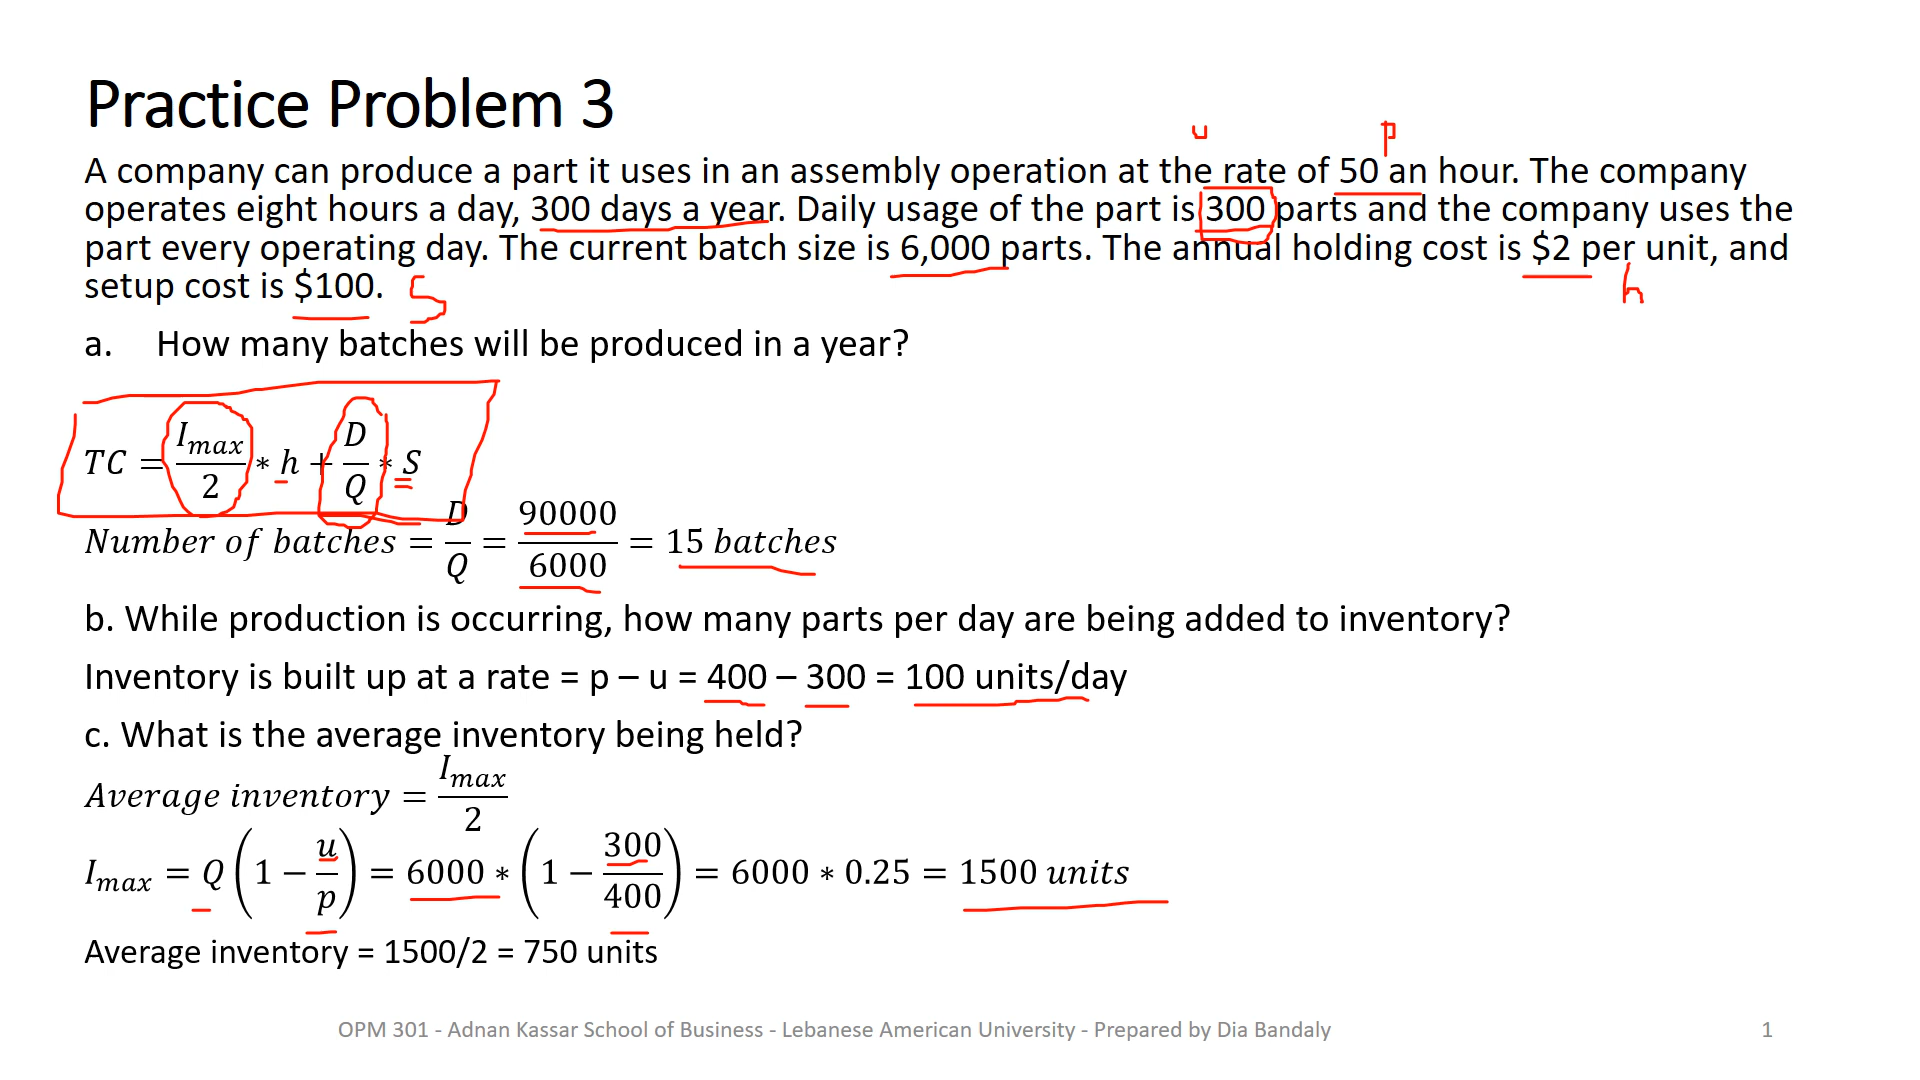 Practice Problem 3
u p
A company can produce a part it uses in an assembly operation at the rate of 50 an hour. The company
operates eight hours a day, 300 days a year. Daily usage of the part is 300 parts and the company uses the
part every operating day. The current batch size is 6,000 parts. The annual holding cost is $2 per unit, and
setup cost is $100. S h
a. How many batches will be produced in a year?
TC = I_max/2 * h + D/Q * S
Number of batches = D/Q = 90000/6000 = 15 batches
b. While production is occurring, how many parts per day are being added to inventory?
Inventory is built up at a rate = p – u = 400 – 300 = 100 units/day
c. What is the average inventory being held?
Average inventory = I_max/2
I_max = Q(1 − u/p) = 6000 * (1 − 300/400) = 6000 * 0.25 = 1500 units
Average inventory = 1500/2 = 750 units
OPM 301 - Adnan Kassar School of Business - Lebanese American University - Prepared by Dia Bandaly 1